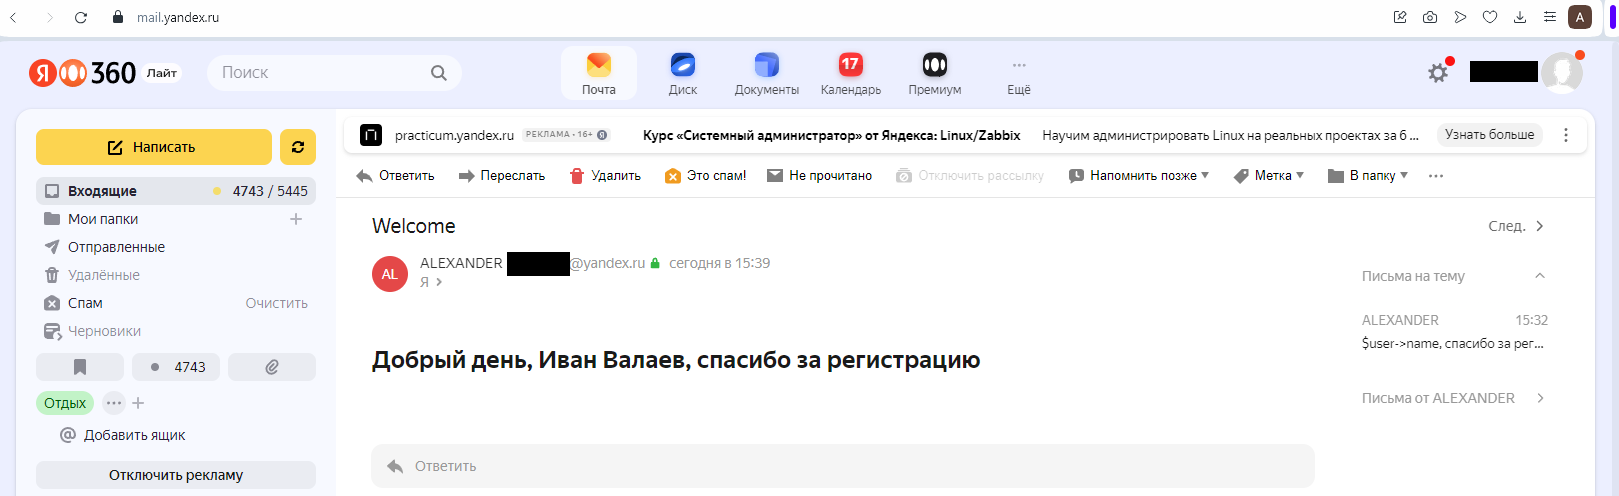 mail.yandex.ru
A
Я 360 Лайт
Поиск
Почта
Диск
Документы
17
Календарь
Премиум
Ещё
Написать
practicum.yandex.ru РЕКЛАМА • 16+ Я Курс «Системный администратор» от Яндекса: Linux/Zabbix Научим администрировать Linux на реальных проектах за 6 ... Узнать больше
Ответить Переслать Удалить Это спам! Не прочитано Отключить рассылку Напомнить позже Метка В папку
Входящие 4743 / 5445
Мои папки
Отправленные
Удалённые
Спам Очистить
Черновики
4743
Отдых
@ Добавить ящик
Отключить рекламу
Welcome
След.
AL
ALEXANDER @yandex.ru сегодня в 15:39
Я
Добрый день, Иван Валаев, спасибо за регистрацию
Ответить
Письма на тему
ALEXANDER 15:32
$user->name, спасибо за рег...
Письма от ALEXANDER